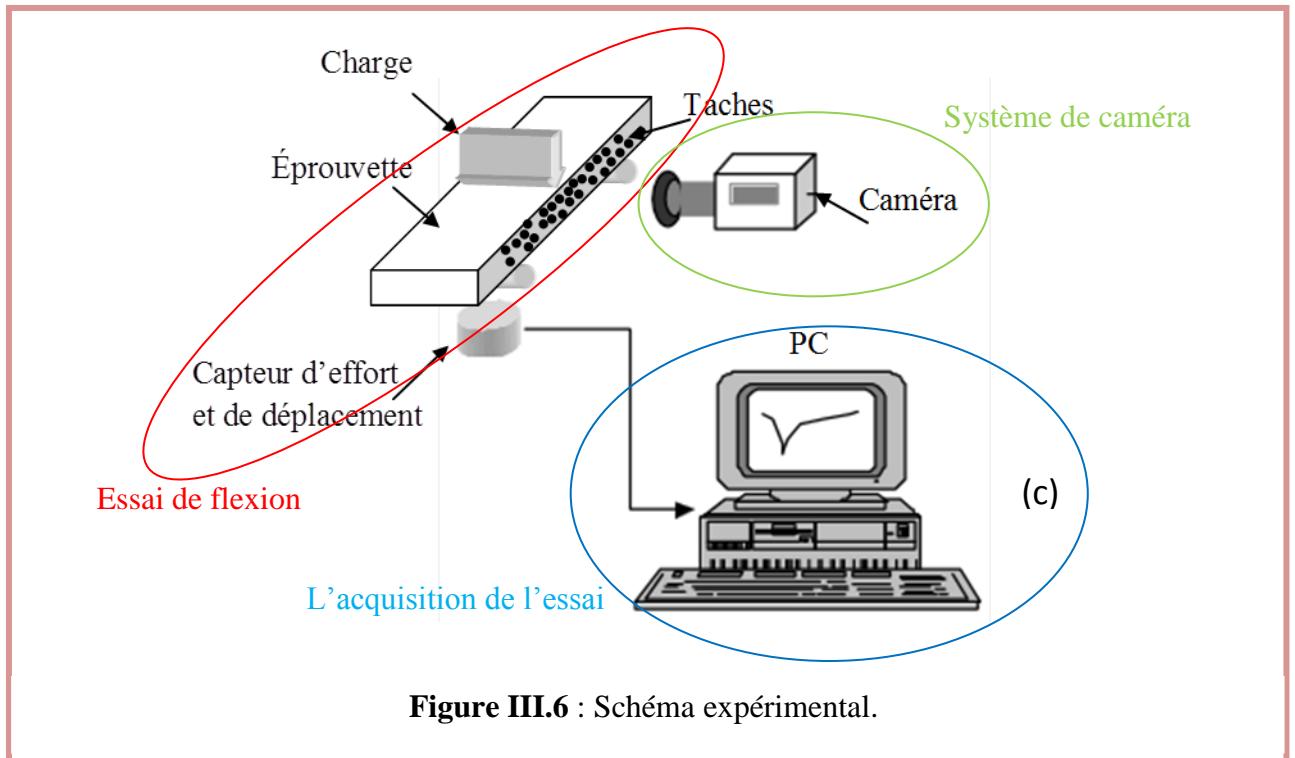 Charge
Taches
Système de caméra
Éprouvette
Caméra
PC
Capteur d’effort
et de déplacement
Essai de flexion
(c)
L’acquisition de l’essai
Figure III.6 : Schéma expérimental.